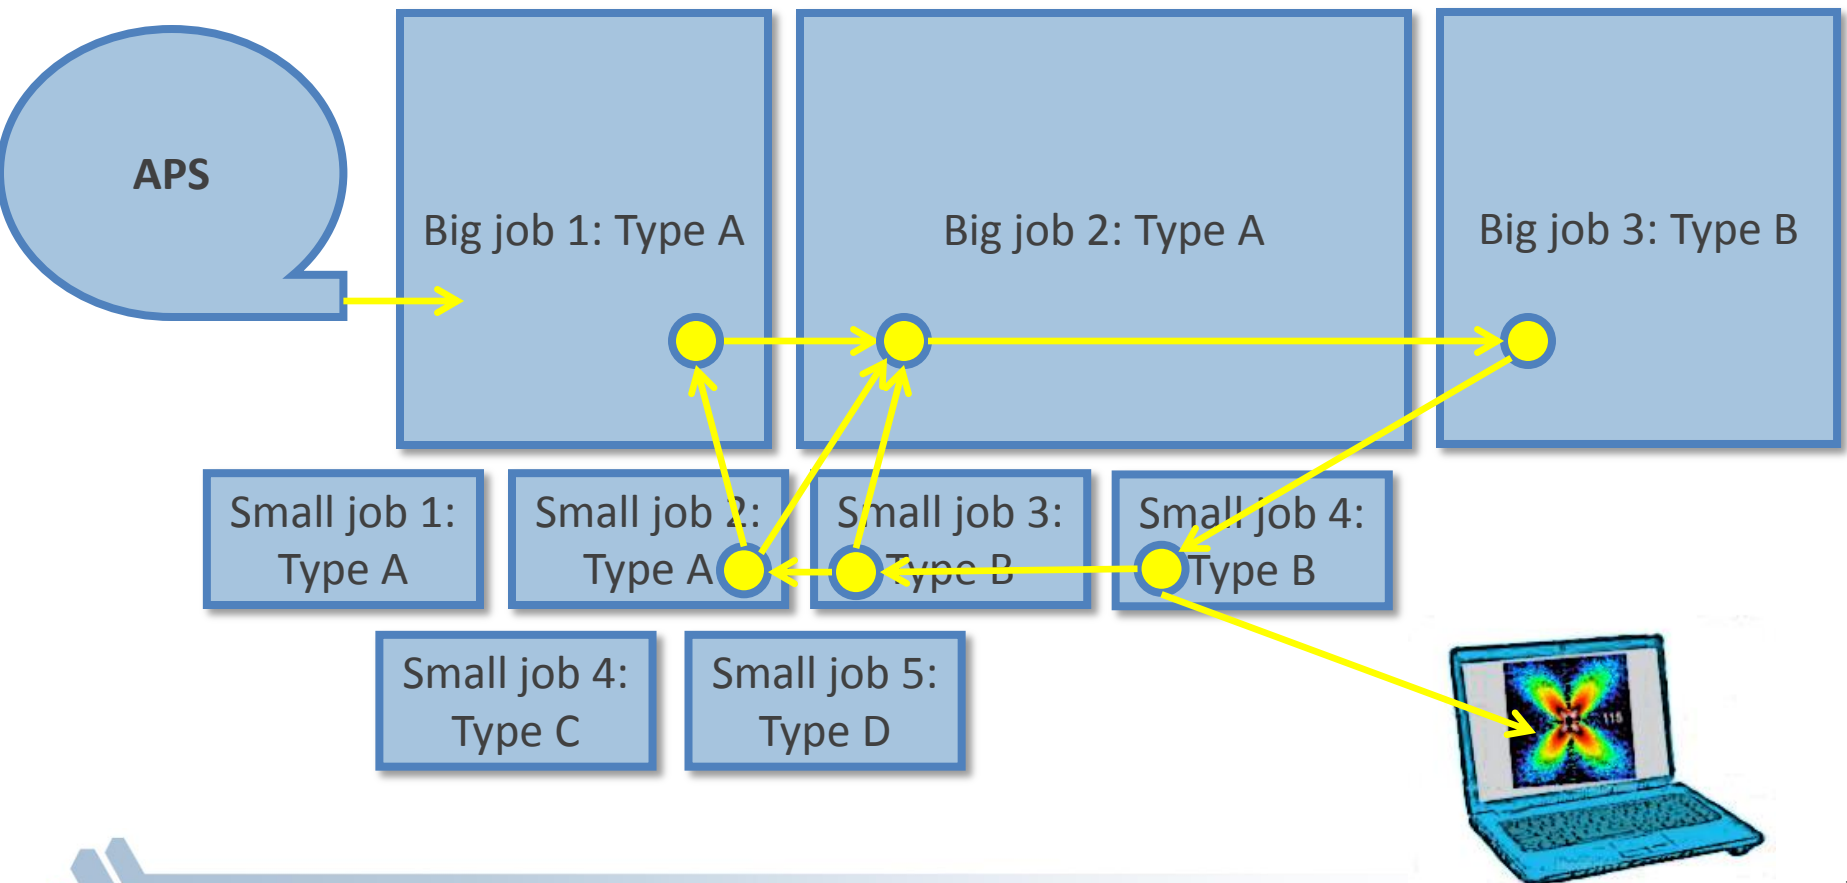 APS
Big job 1: Type A
Big job 2: Type A
Big job 3: Type B
Small job 1:
Type A
Small job 2:
Type A
Small job 3:
Type B
Small job 4:
Type B
Small job 4:
Type C
Small job 5:
Type D
115